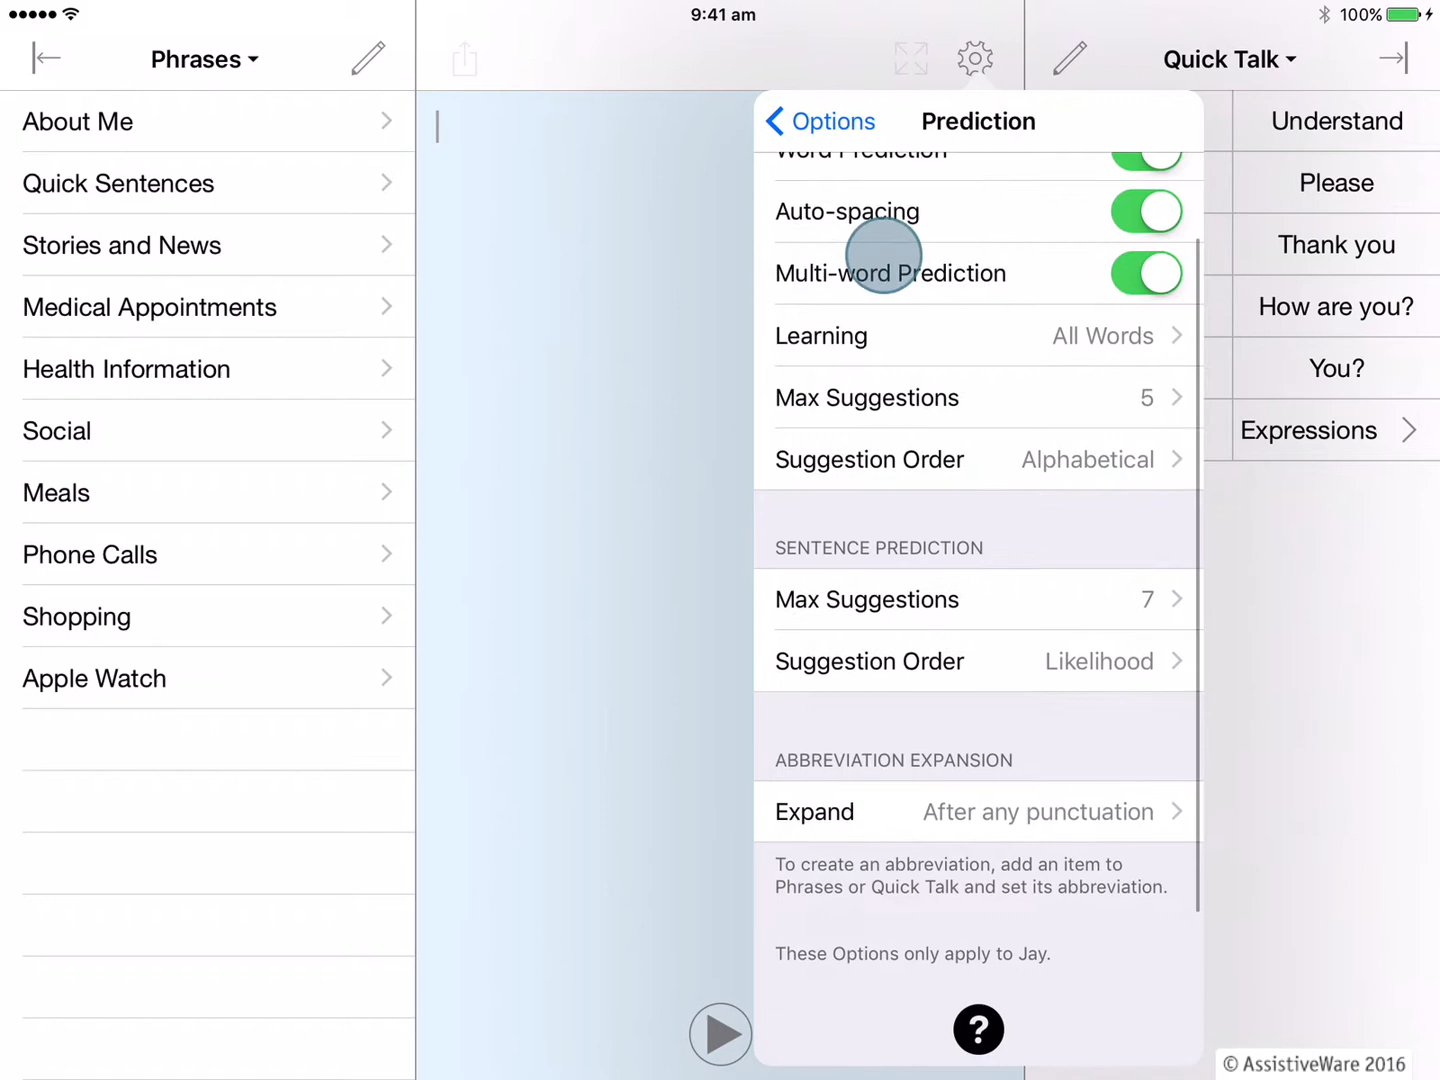 9:41 am
100%
Phrases
Quick Talk
About Me
Quick Sentences
Stories and News
Medical Appointments
Health Information
Social
Meals
Phone Calls
Shopping
Apple Watch
Options
Prediction
Word Prediction
Auto-spacing
Multi-word Prediction
Learning All Words
Max Suggestions 5
Suggestion Order Alphabetical
SENTENCE PREDICTION
Max Suggestions 7
Suggestion Order Likelihood
ABBREVIATION EXPANSION
Expand After any punctuation
To create an abbreviation, add an item to
Phrases or Quick Talk and set its abbreviation.
These Options only apply to Jay.
?
Understand
Please
Thank you
How are you?
You?
Expressions
© AssistiveWare 2016